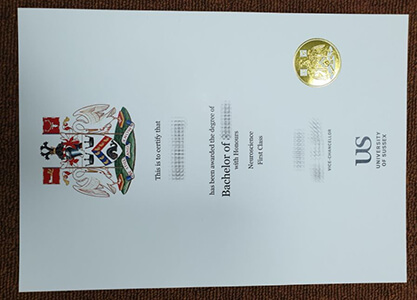 This is to certify that
has been awarded the degree of
Bachelor of
with Honours
Neuroscience
First Class
VICE-CHANCELLOR
US
UNIVERSITY
OF SUSSEX